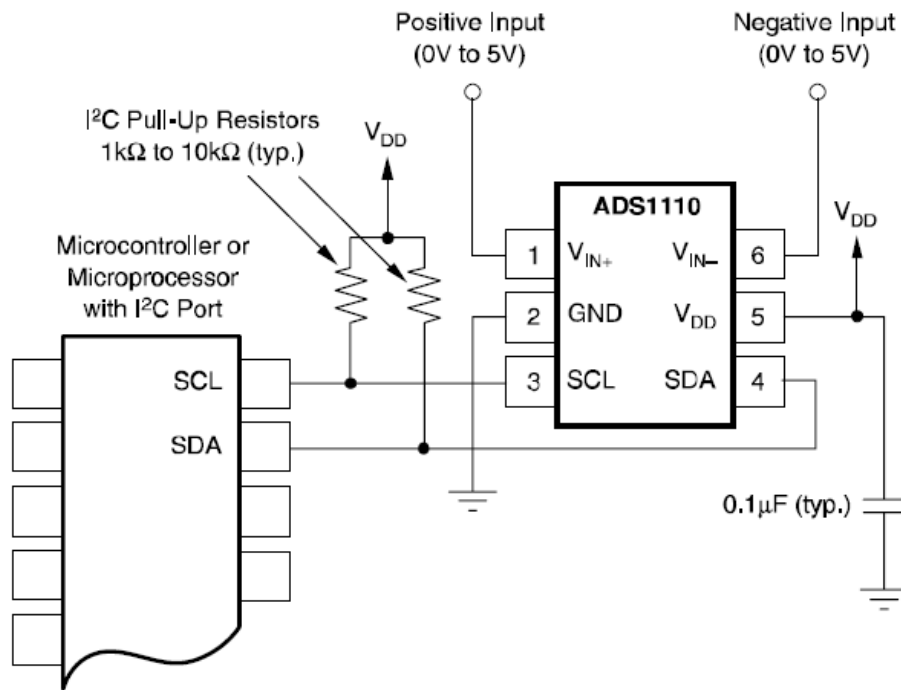 Positive Input
(0V to 5V)
Negative Input
(0V to 5V)
I²C Pull-Up Resistors
1kΩ to 10kΩ (typ.)
V_DD
Microcontroller or
Microprocessor
with I²C Port
SCL
SDA
ADS1110
1 V_IN+ V_IN– 6
2 GND V_DD 5
3 SCL SDA 4
V_DD
0.1μF (typ.)